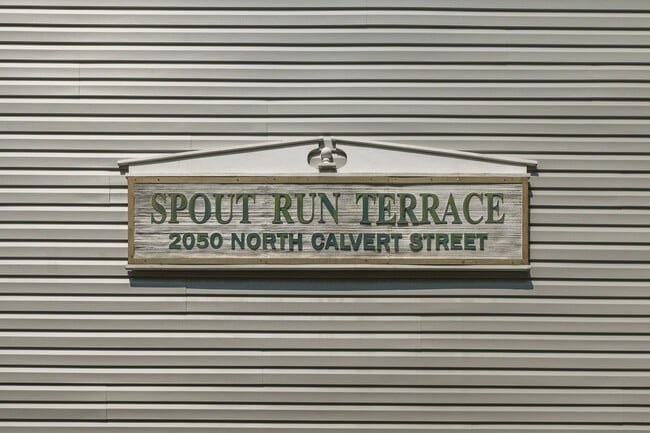 SPOUT RUN TERRACE
2050 NORTH CALVERT STREET